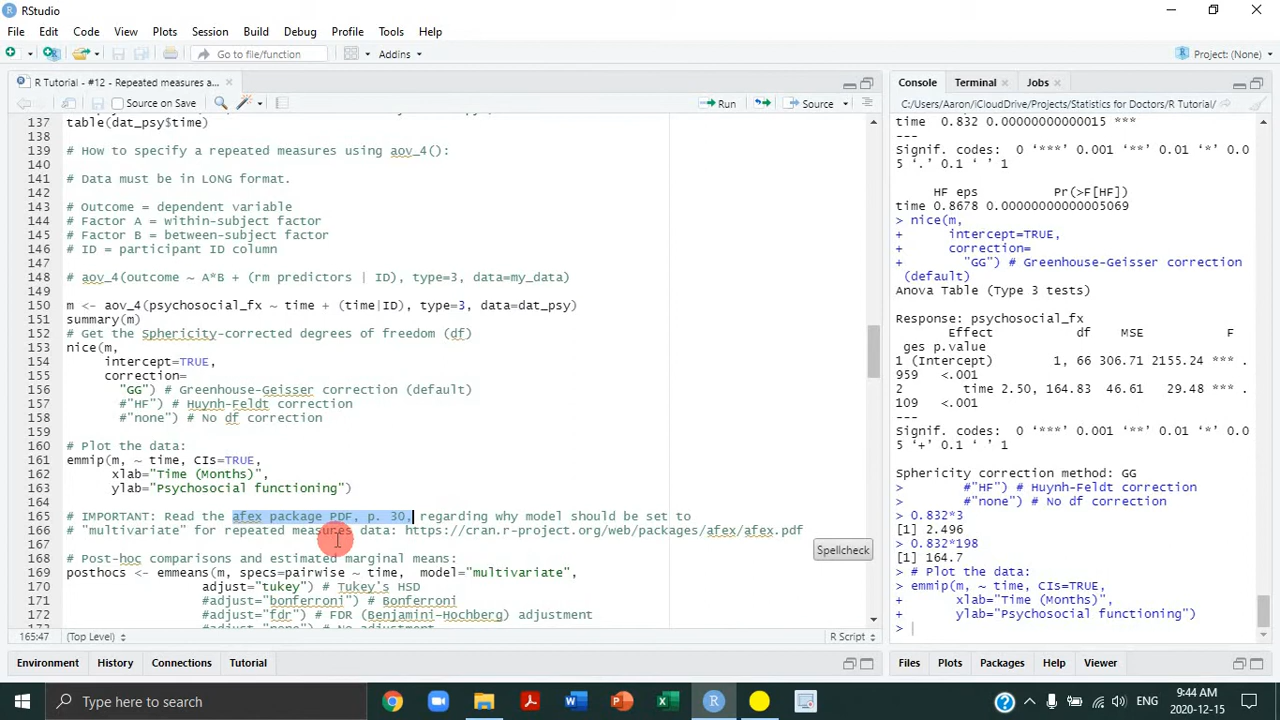 RStudio
File Edit Code View Plots Session Build Debug Profile Tools Help
Go to file/function Addins Project: (None)
R Tutorial - #12 - Repeated measures a...
Source on Save Run Source
137 table(dat_psy$time)
138
139 # How to specify a repeated measures using aov_4():
140
141 # Data must be in LONG format.
142
143 # Outcome = dependent variable
144 # Factor A = within-subject factor
145 # Factor B = between-subject factor
146 # ID = participant ID column
147
148 # aov_4(outcome ~ A*B + (rm predictors | ID), type=3, data=my_data)
149
150 m <- aov_4(psychosocial_fx ~ time + (time|ID), type=3, data=dat_psy)
151 summary(m)
152 # Get the Sphericity-corrected degrees of freedom (df)
153 nice(m,
154 intercept=TRUE,
155 correction=
156 "GG") # Greenhouse-Geisser correction (default)
157 #"HF") # Huynh-Feldt correction
158 #"none") # No df correction
159
160 # Plot the data:
161 emmip(m, ~ time, CIs=TRUE,
162 xlab="Time (Months)",
163 ylab="Psychosocial functioning")
164
165 # IMPORTANT: Read the afex package PDF, p. 30, regarding why model should be set to
166 # "multivariate" for repeated measures data: https://cran.r-project.org/web/packages/afex/afex.pdf
167
168 # Post-hoc comparisons and estimated marginal means:
169 posthocs <- emmeans(m, specs=pairwise ~ time, model="multivariate",
170 adjust="tukey") # Tukey's HSD
171 #adjust="bonferroni") # Bonferroni
172 #adjust="fdr") # FDR (Benjamini-Hochberg) adjustment
173 #adjust="none") # No adjustment
Spellcheck
165:47 (Top Level) R Script
Environment History Connections Tutorial
Console Terminal Jobs
C:/Users/Aaron/iCloudDrive/Projects/Statistics for Doctors/R Tutorial/
time 0.832 0.00000000000015 ***
---
Signif. codes: 0 ‘***’ 0.001 ‘**’ 0.01 ‘*’ 0.0
5 ‘.’ 0.1 ‘ ’ 1
HF eps Pr(>F[HF])
time 0.8678 0.000000000000005069
> nice(m,
+ intercept=TRUE,
+ correction=
+ "GG") # Greenhouse-Geisser correction
(default)
Anova Table (Type 3 tests)
Response: psychosocial_fx
Effect df MSE F
ges p.value
1 (Intercept) 1, 66 306.71 2155.24 *** .
959 <.001
2 time 2.50, 164.83 46.61 29.48 *** .
109 <.001
---
Signif. codes: 0 ‘***’ 0.001 ‘**’ 0.01 ‘*’ 0.0
5 ‘+’ 0.1 ‘ ’ 1
Sphericity correction method: GG
> #"HF") # Huynh-Feldt correction
> #"none") # No df correction
> 0.832*3
[1] 2.496
> 0.832*198
[1] 164.7
> # Plot the data:
> emmip(m, ~ time, CIs=TRUE,
+ xlab="Time (Months)",
+ ylab="Psychosocial functioning")
>
Files Plots Packages Help Viewer
Type here to search
ENG
9:44 AM
2020-12-15